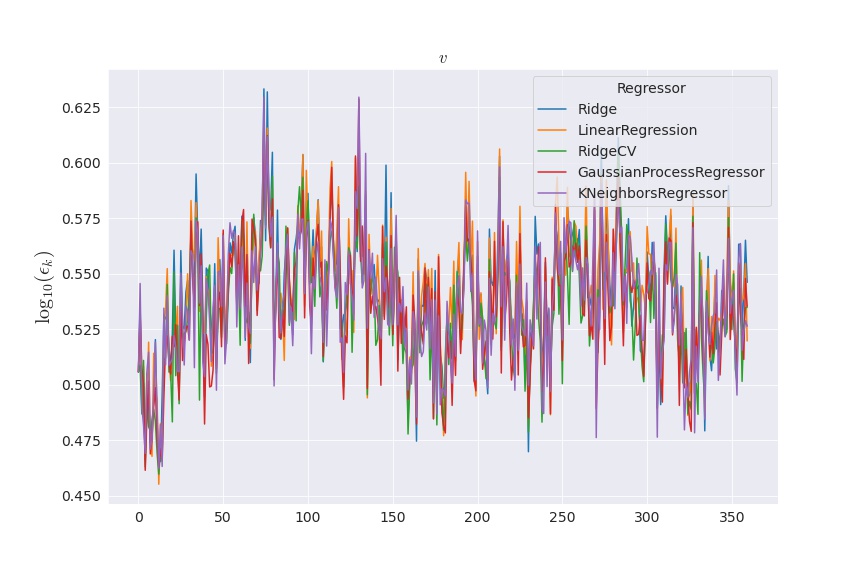 v
Regressor
Ridge
LinearRegression
RidgeCV
GaussianProcessRegressor
KNeighborsRegressor
log₁₀(ϵₖ)
0.625
0.600
0.575
0.550
0.525
0.500
0.475
0.450
0 50 100 150 200 250 300 350